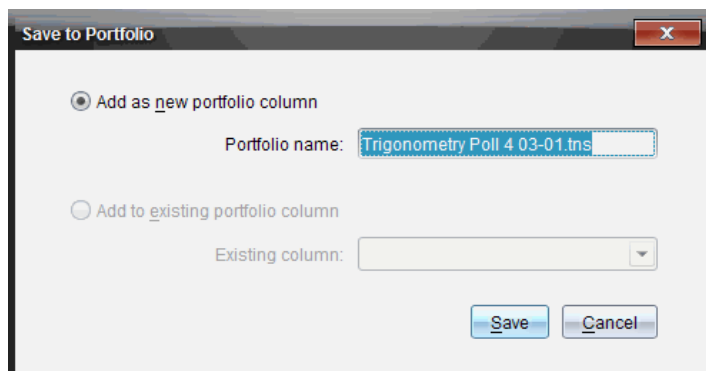 Save to Portfolio
Add as new portfolio column
Portfolio name: Trigonometry Poll 4 03-01.tns
Add to existing portfolio column
Existing column:
Save Cancel